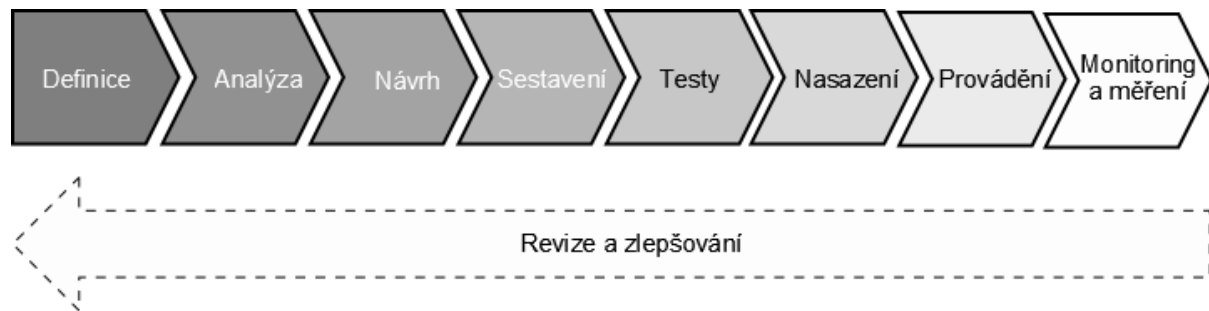 Definice
Analýza
Návrh
Sestavení
Testy
Nasazení
Provádění
Monitoring
a měření
Revize a zlepšování